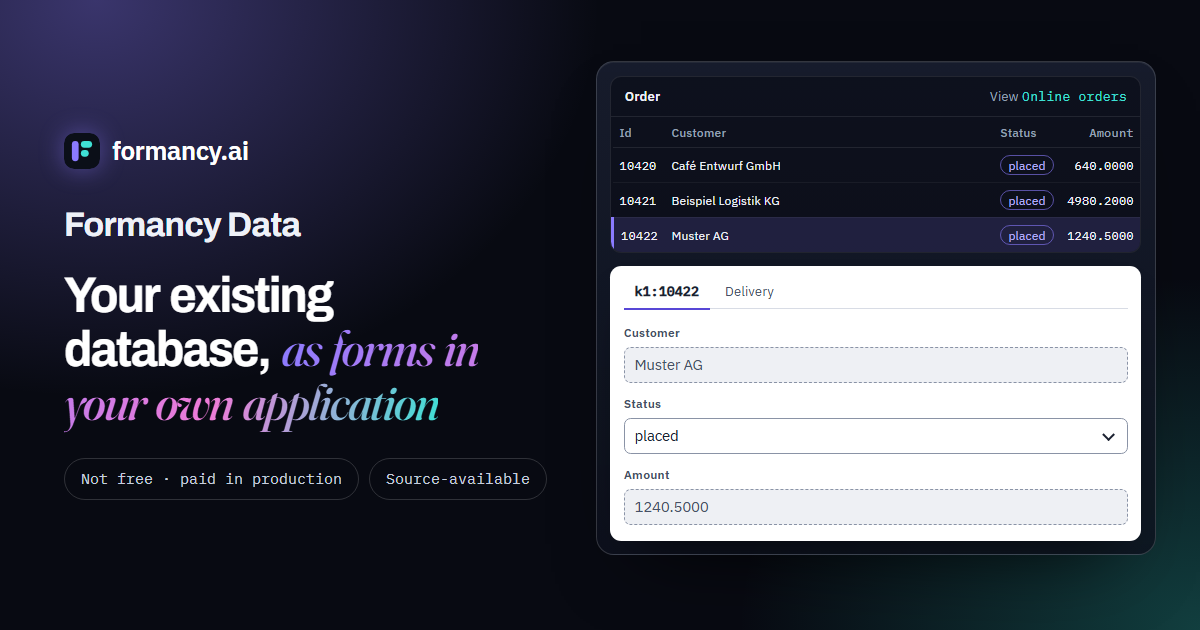 formancy.ai
Formancy Data
Your existing
database, as forms in
your own application
Not free · paid in production
Source-available
Order
View Online orders
Id Customer Status Amount
10420 Café Entwurf GmbH placed 640.0000
10421 Beispiel Logistik KG placed 4980.2000
10422 Muster AG placed 1240.5000
k1:10422 Delivery
Customer
Muster AG
Status
placed
Amount
1240.5000